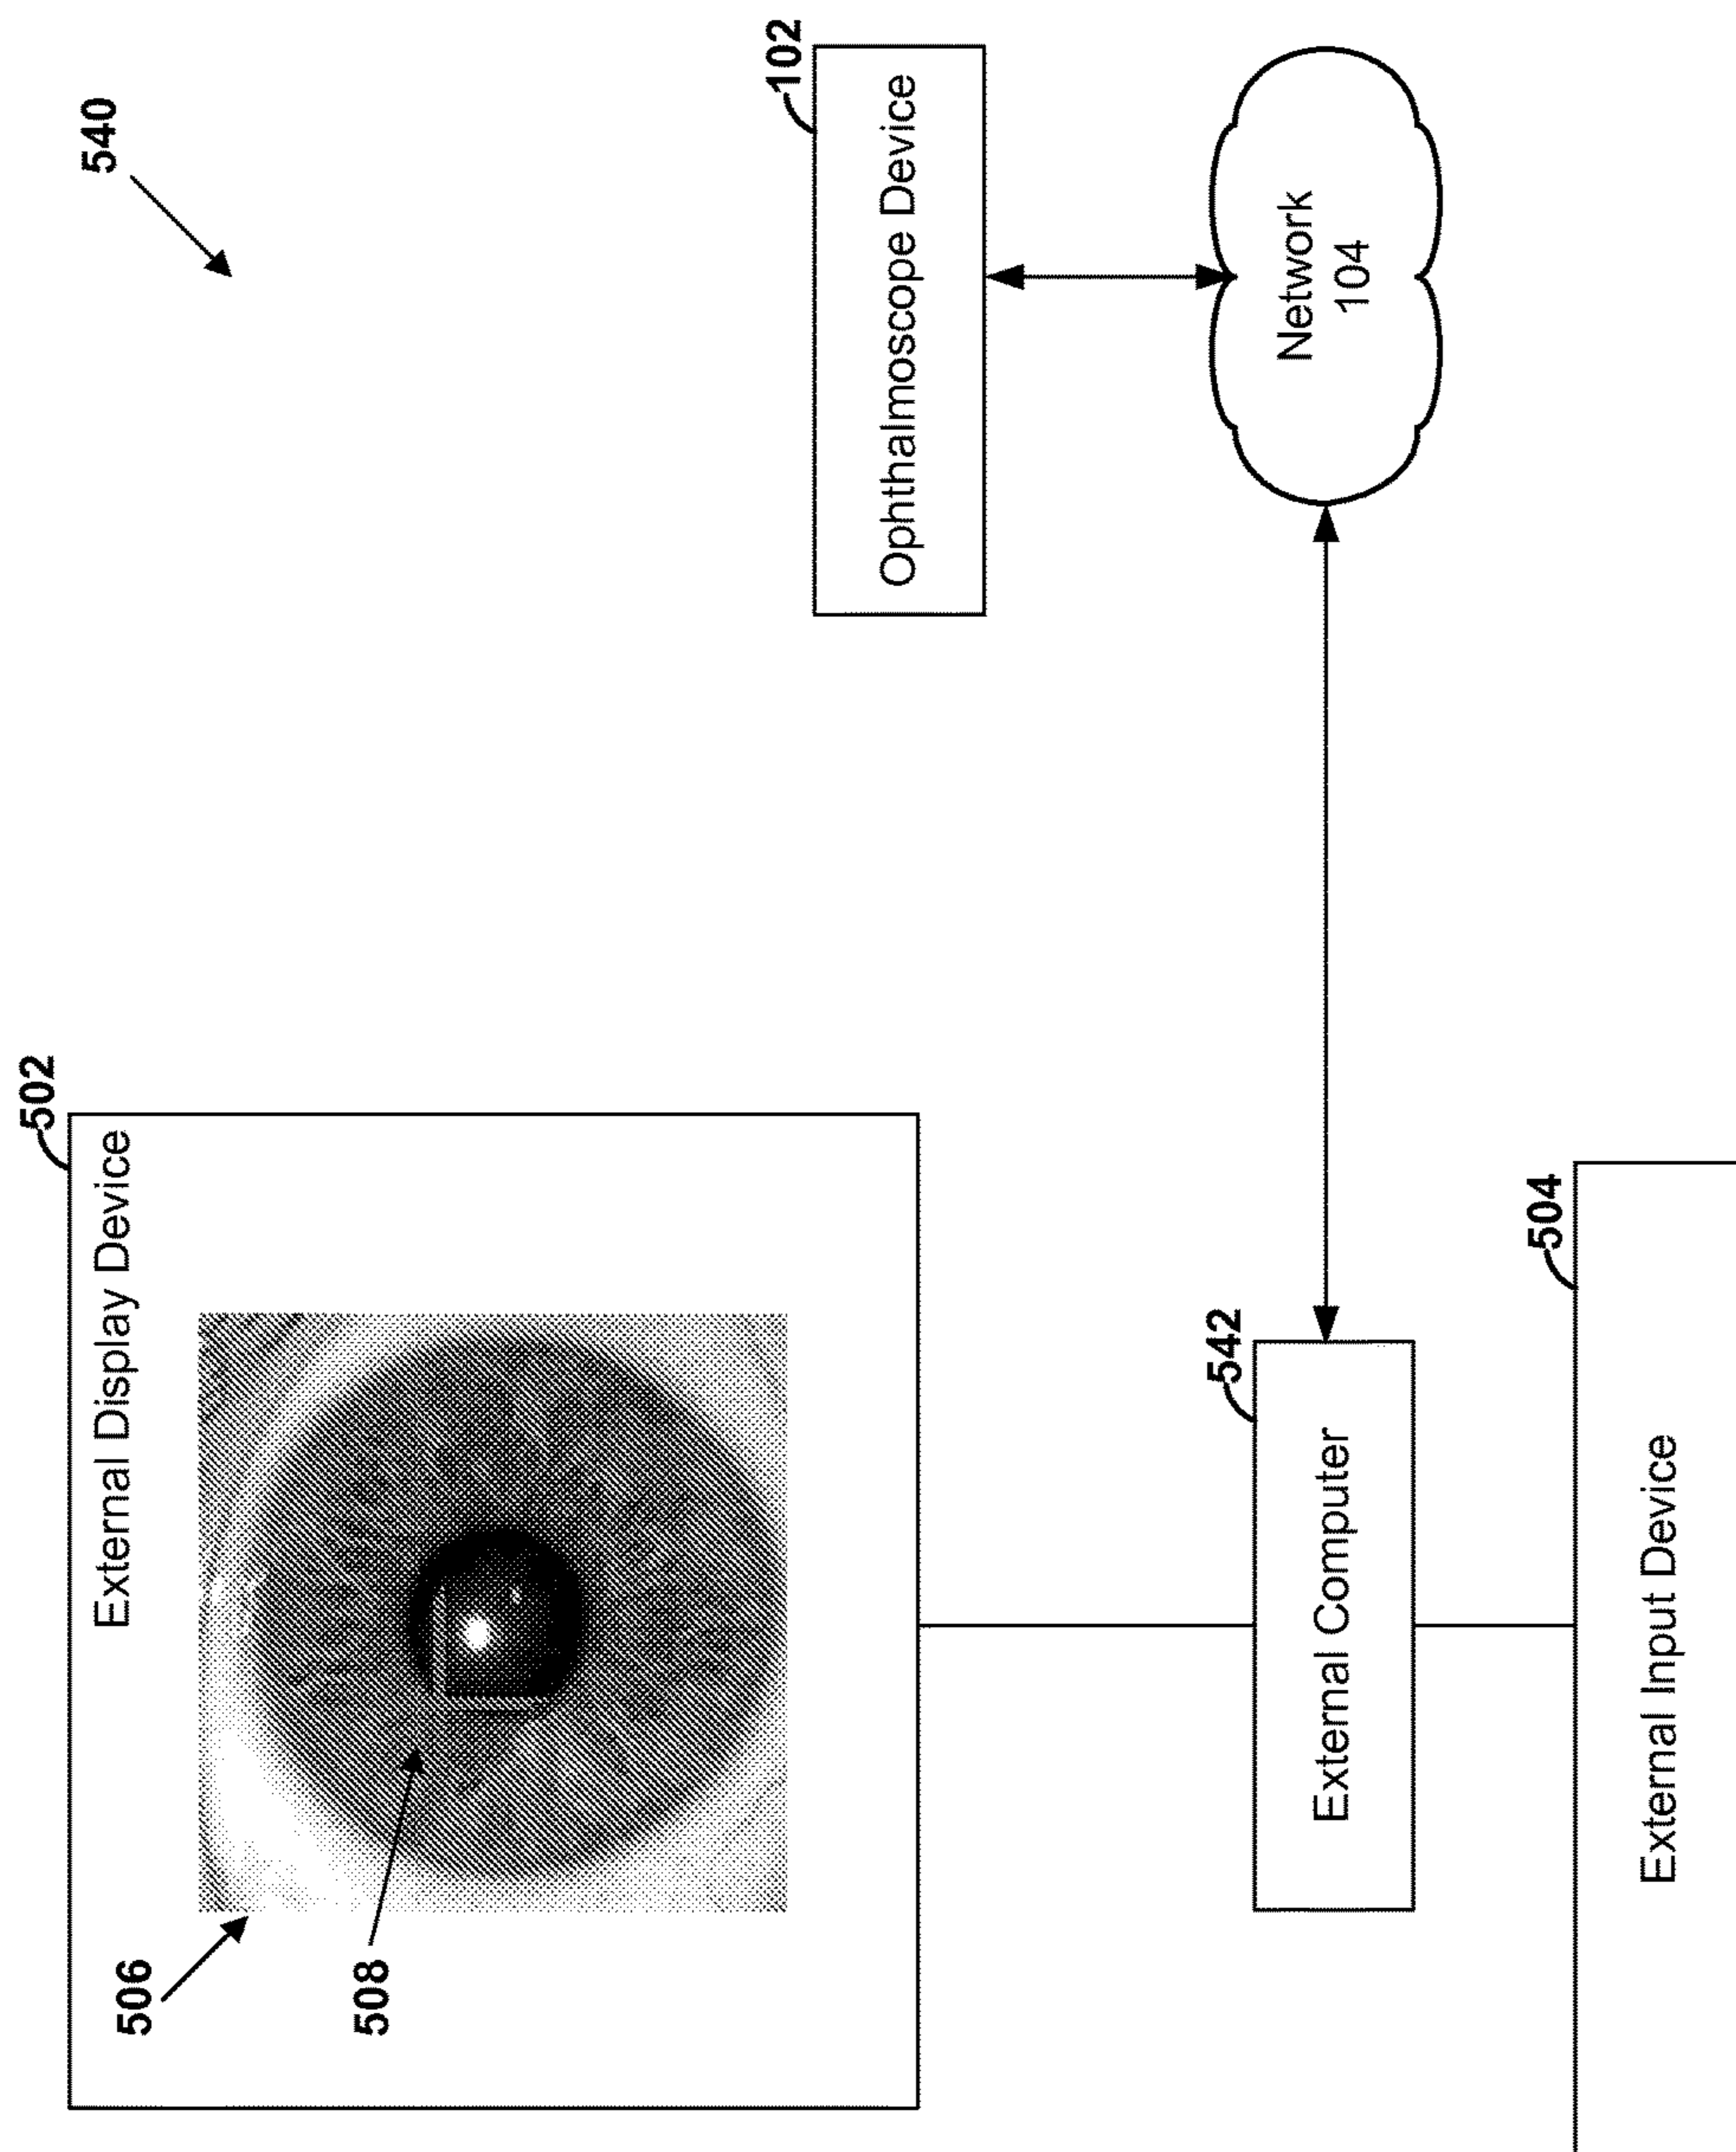 540
502
External Display Device
506
508
102
Ophthalmoscope Device
542
External Computer
Network
104
504
External Input Device